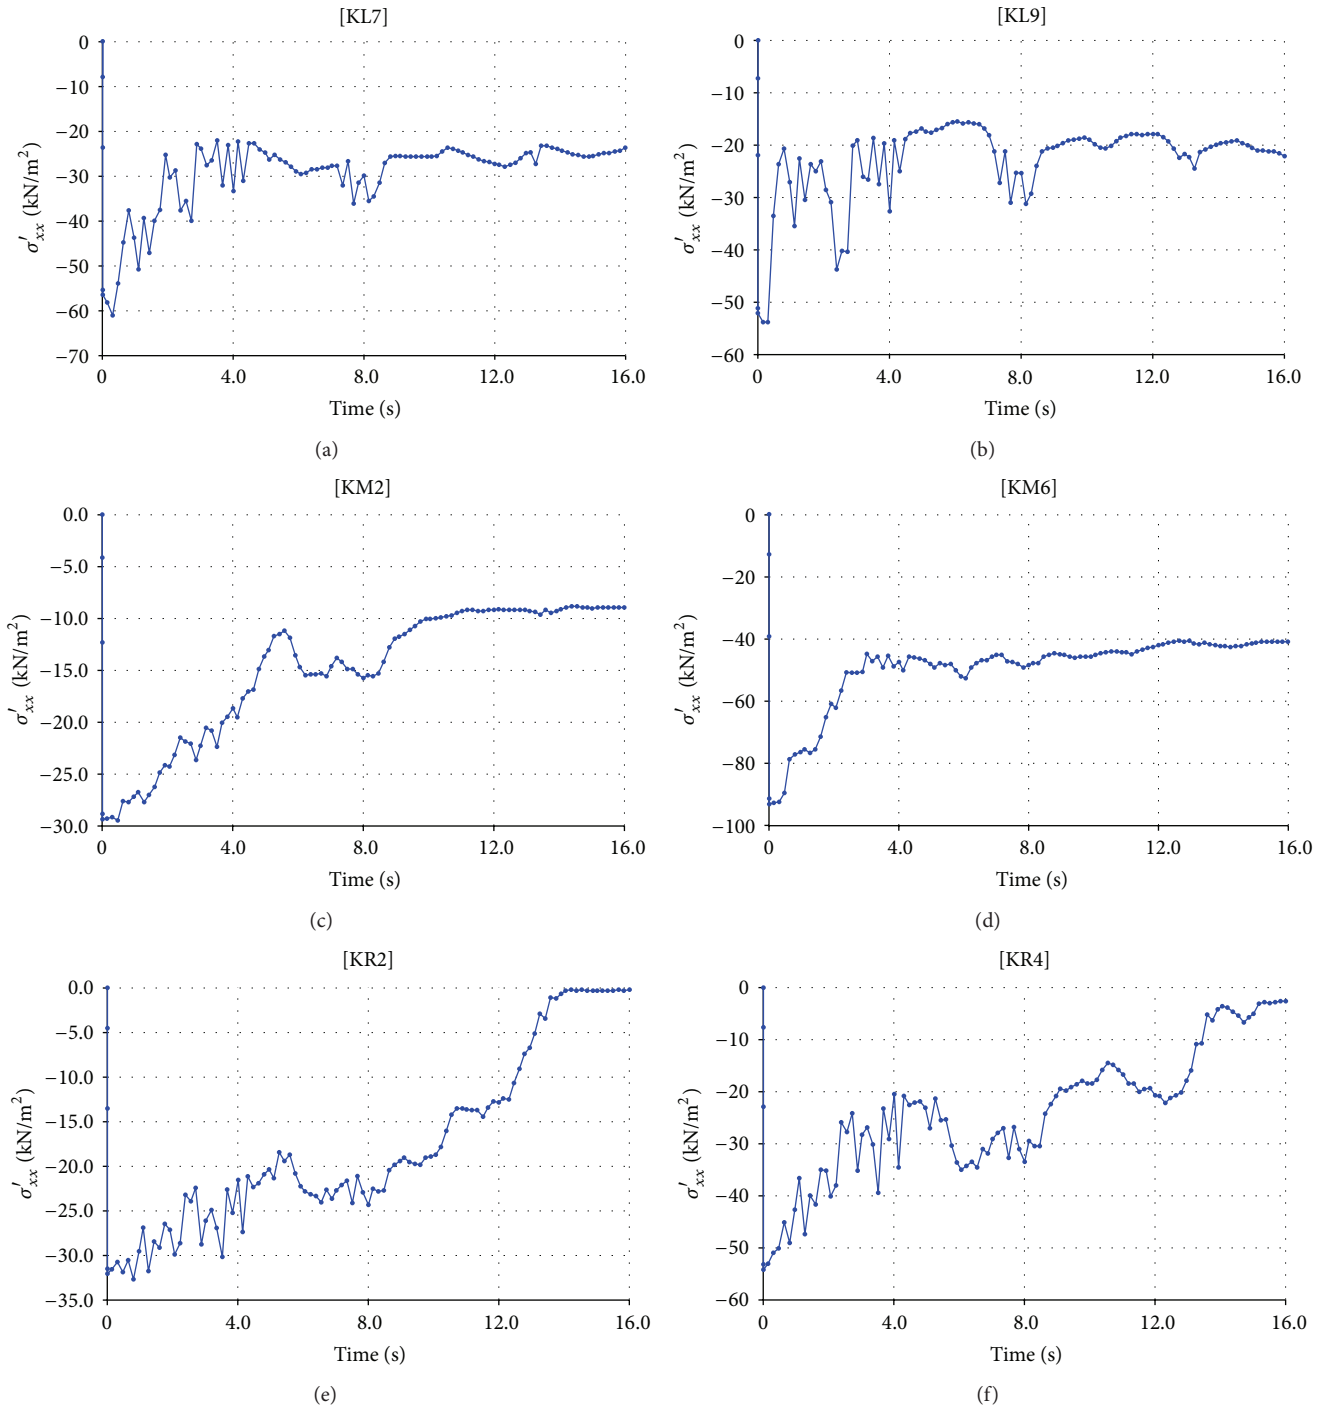 [KL7]
0
−10
−20
−30
−40
−50
−60
−70
σ′xx (kN/m²)
0 4.0 8.0 12.0 16.0
Time (s)
(a)
[KL9]
0
−10
−20
−30
−40
−50
−60
σ′xx (kN/m²)
0 4.0 8.0 12.0 16.0
Time (s)
(b)
[KM2]
0.0
−5.0
−10.0
−15.0
−20.0
−25.0
−30.0
σ′xx (kN/m²)
0 4.0 8.0 12.0 16.0
Time (s)
(c)
[KM6]
0
−20
−40
−60
−80
−100
σ′xx (kN/m²)
0 4.0 8.0 12.0 16.0
Time (s)
(d)
[KR2]
0.0
−5.0
−10.0
−15.0
−20.0
−25.0
−30.0
−35.0
σ′xx (kN/m²)
0 4.0 8.0 12.0 16.0
Time (s)
(e)
[KR4]
0
−10
−20
−30
−40
−50
−60
σ′xx (kN/m²)
0 4.0 8.0 12.0 16.0
Time (s)
(f)